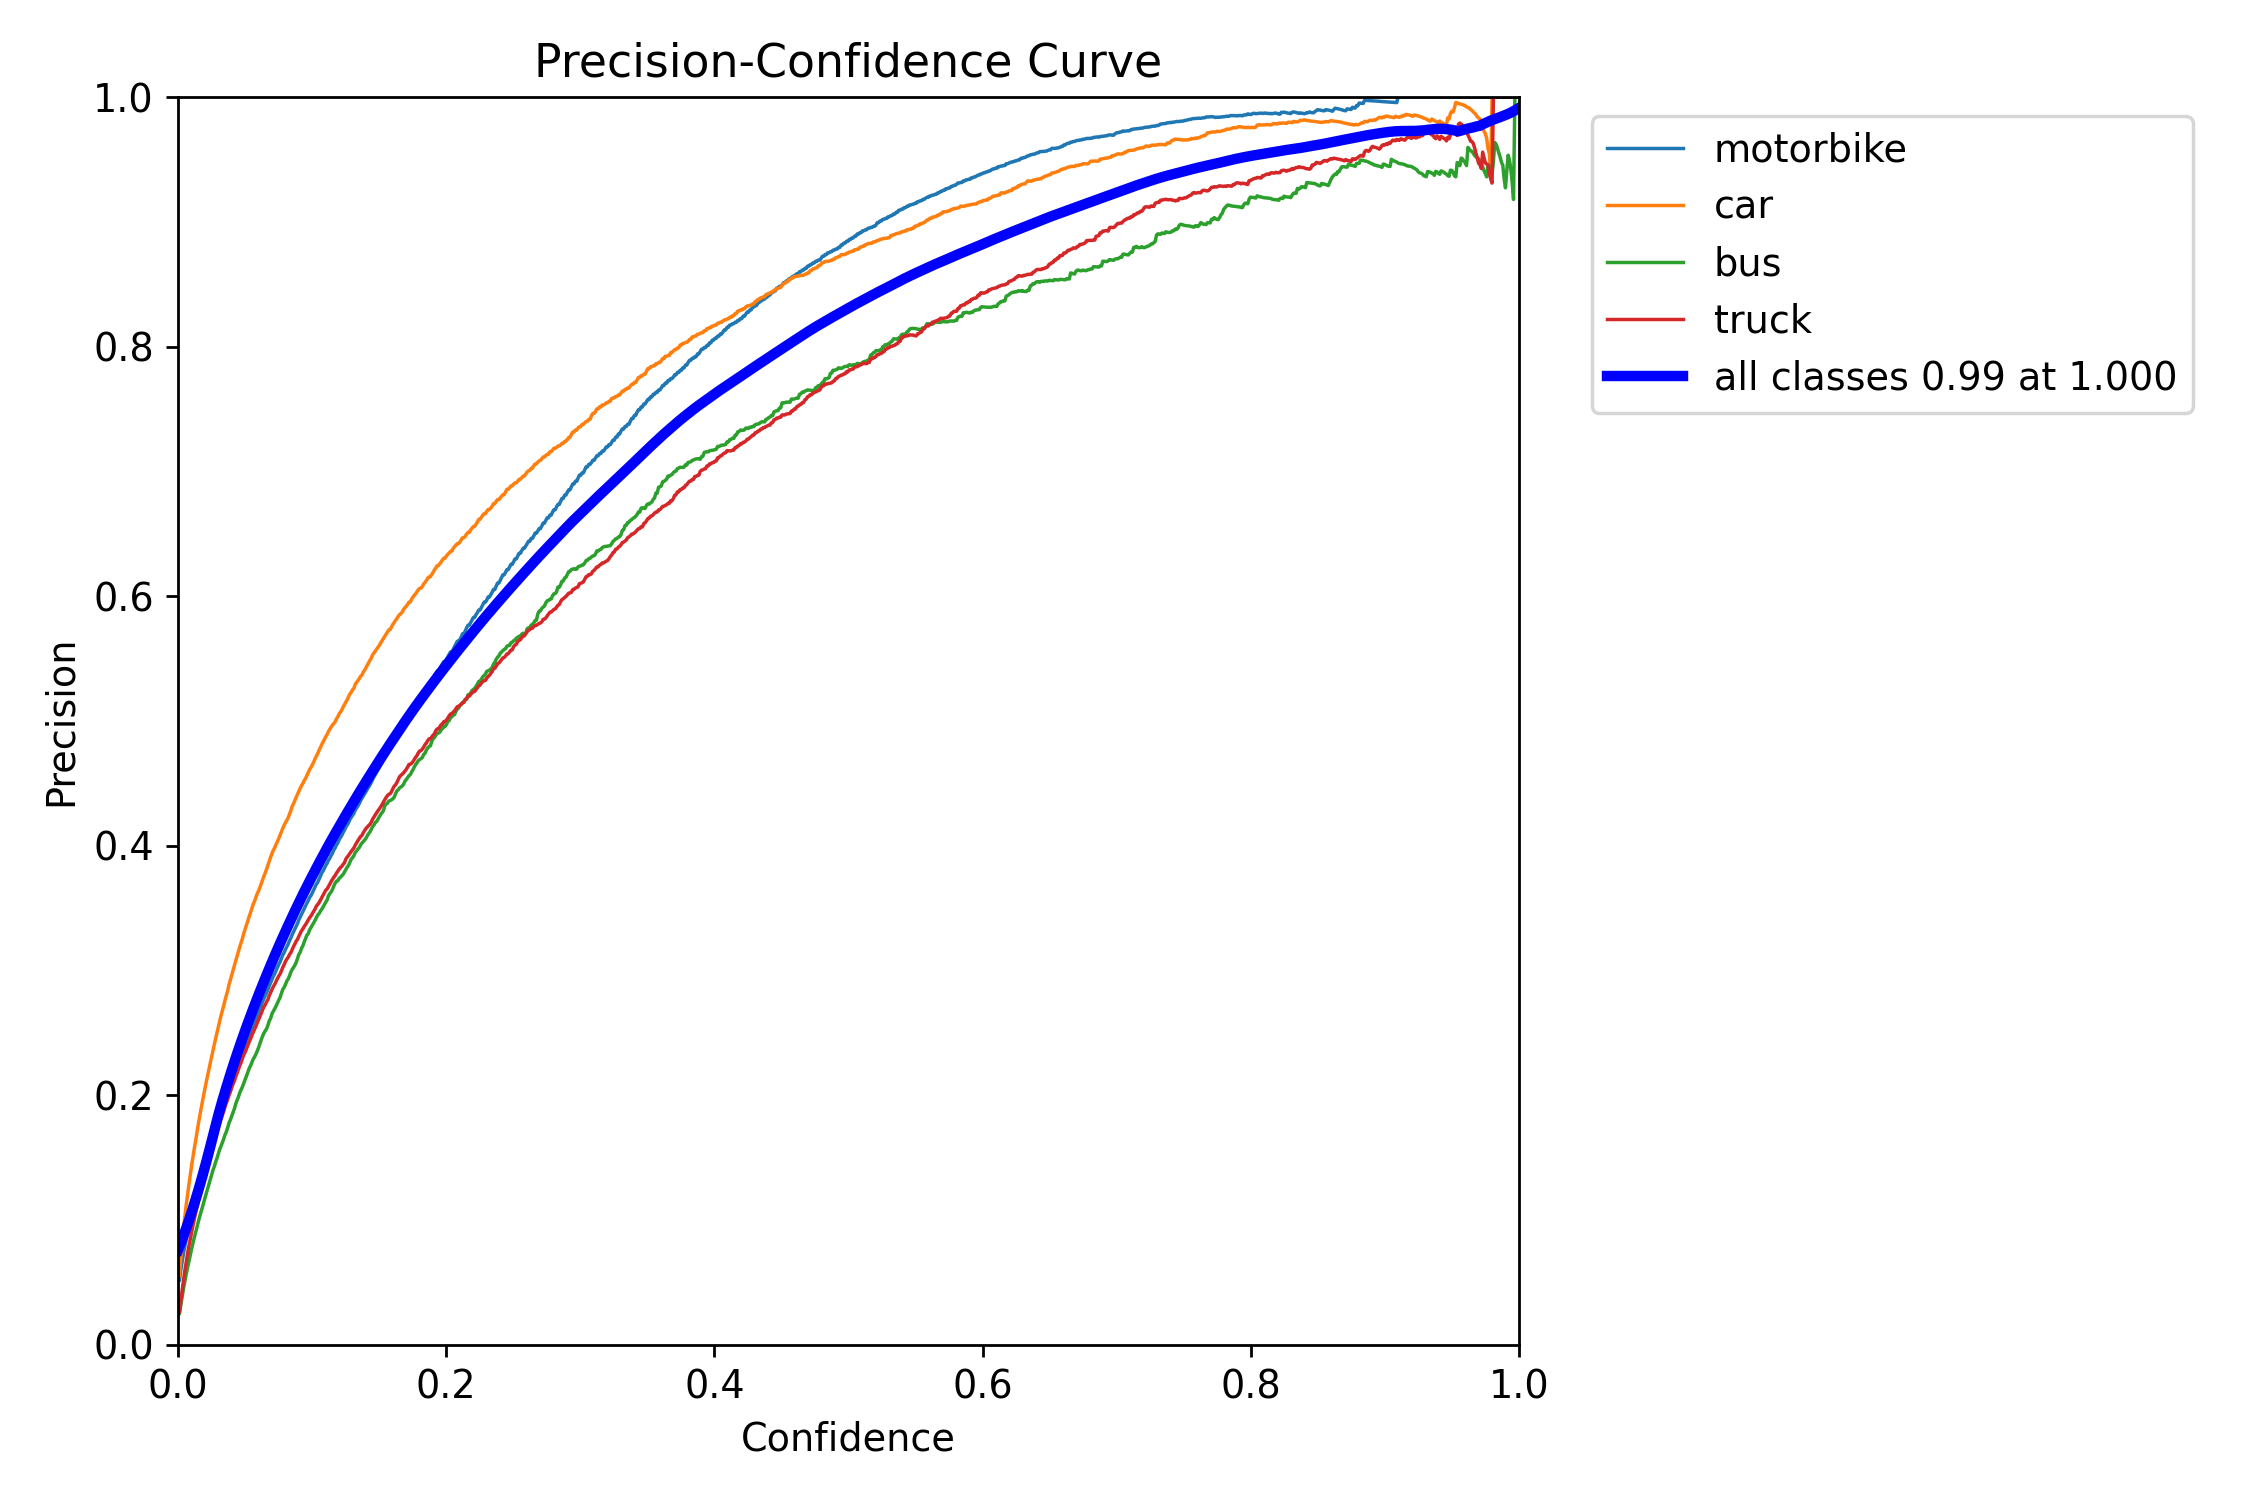 Precision-Confidence Curve
1.0
0.8
0.6
0.4
0.2
0.0
Precision
0.0 0.2 0.4 0.6 0.8 1.0
Confidence
motorbike
car
bus
truck
all classes 0.99 at 1.000